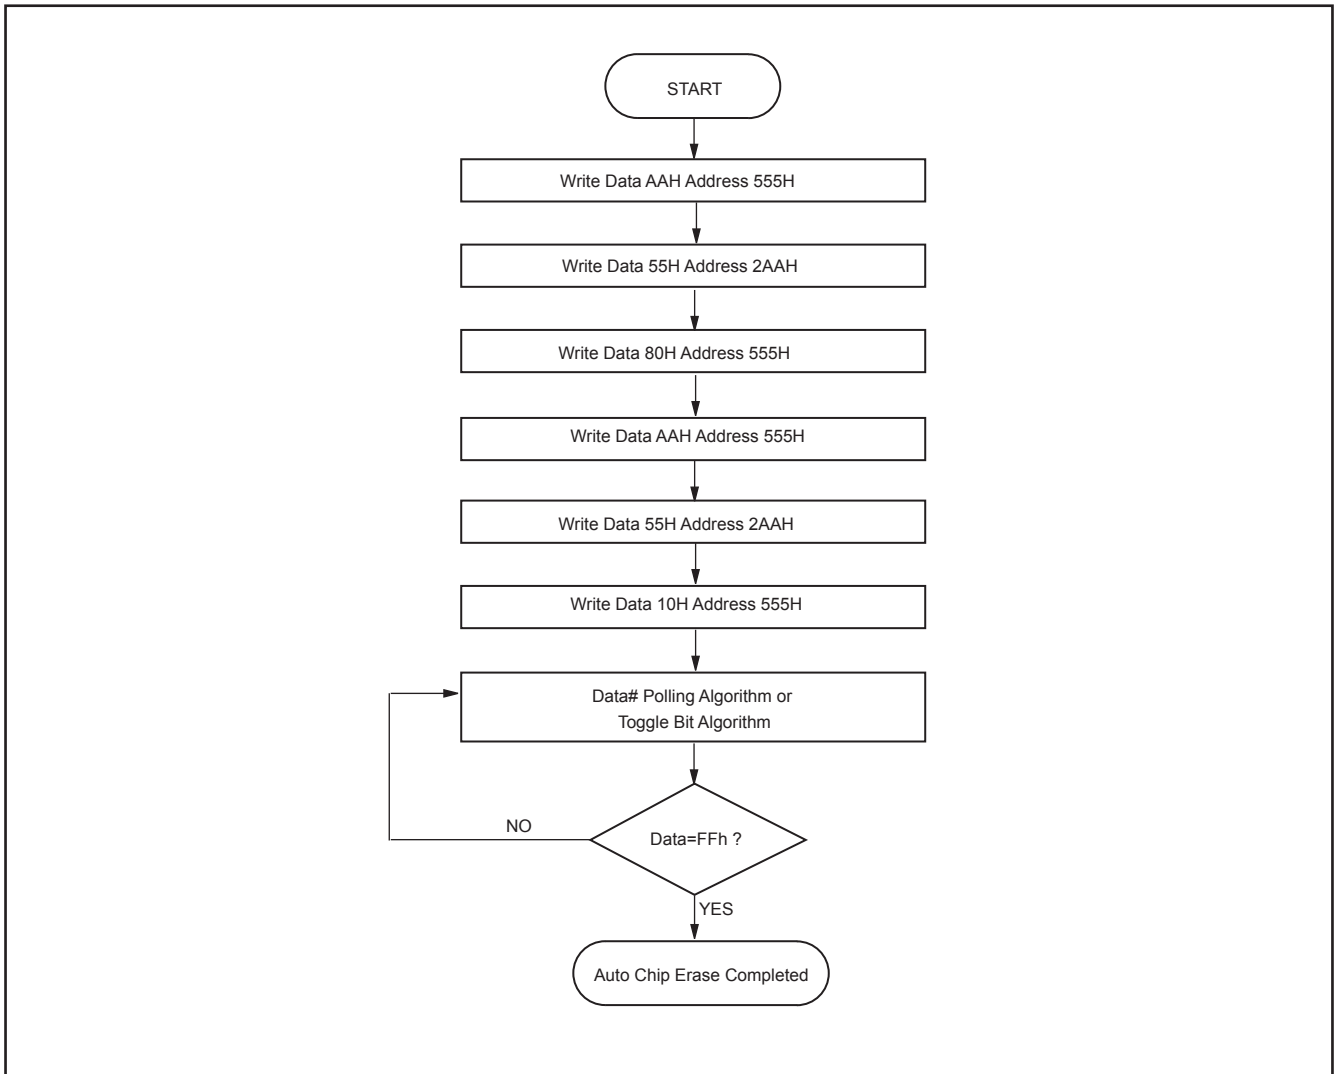 START
Write Data AAH Address 555H
Write Data 55H Address 2AAH
Write Data 80H Address 555H
Write Data AAH Address 555H
Write Data 55H Address 2AAH
Write Data 10H Address 555H
Data# Polling Algorithm or
Toggle Bit Algorithm
NO
Data=FFh ?
YES
Auto Chip Erase Completed